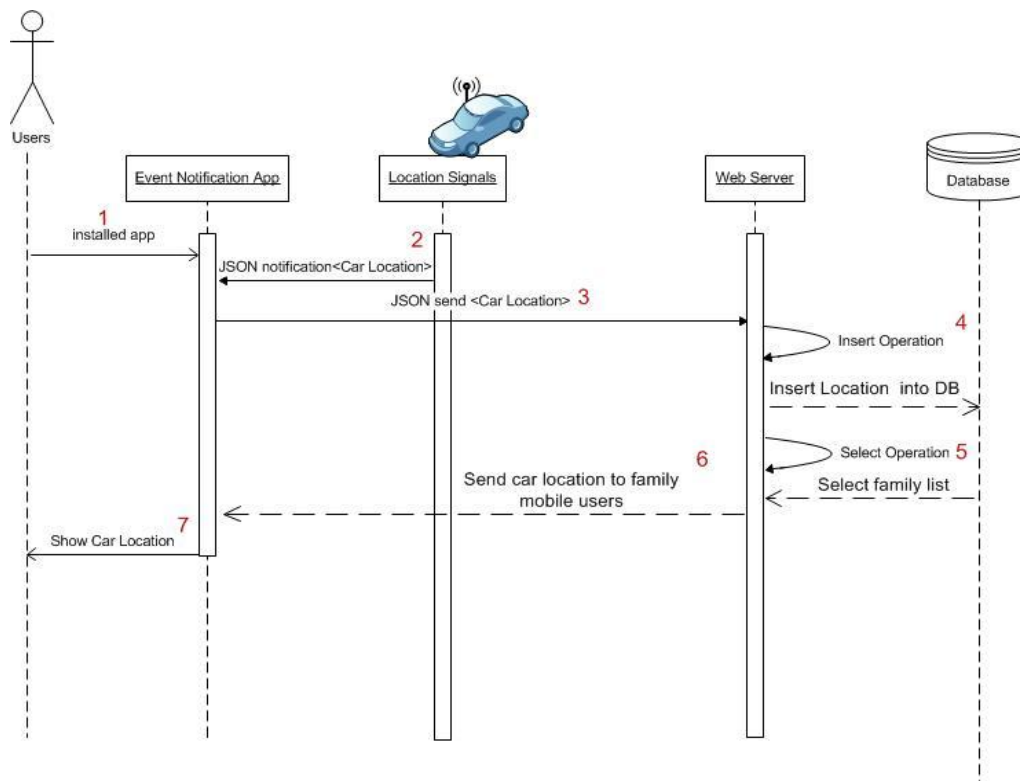 Users
Event Notification App
Location Signals
Web Server
Database
1
installed app
2
JSON notification<Car Location>
JSON send <Car Location> 3
4
Insert Operation
Insert Location into DB
Select Operation 5
Select family list
6
Send car location to family
mobile users
7
Show Car Location